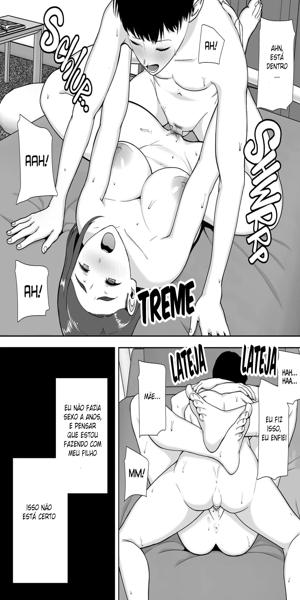 AH!
AHN,
ESTÁ
DENTRO
...
SCHLUP...
AAH!
SHWRRR
AH!
TREME
LATEJA
LATEJA
HAH...
HAA...
MÃE...
EU FIZ
ISSO,
EU ENFIEI
EU NÃO FAZIA
SEXO A ANOS, E
PENSAR
QUE ESTOU
FAZENDO COM
MEU FILHO
MM!
ISSO NÃO
ESTÁ CERTO